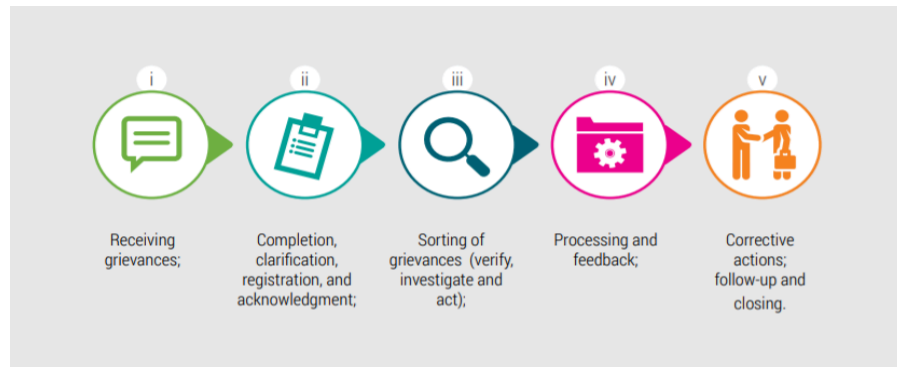 i
Receiving
grievances;
ii
Completion,
clarification,
registration, and
acknowledgment;
iii
Sorting of
grievances (verify,
investigate and
act);
iv
Processing and
feedback;
v
Corrective
actions;
follow-up and
closing.